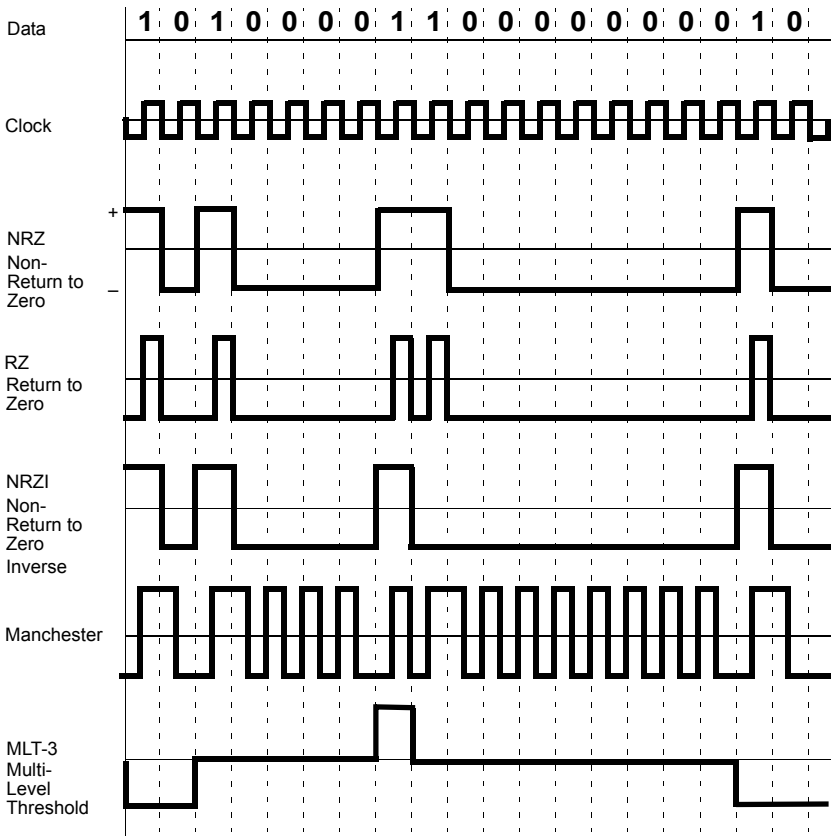 Data 1 0 1 0 0 0 0 1 1 0 0 0 0 0 0 0 0 1 0
Clock
+
NRZ
Non-
Return to
Zero
–
RZ
Return to
Zero
NRZI
Non-
Return to
Zero
Inverse
Manchester
MLT-3
Multi-
Level
Threshold